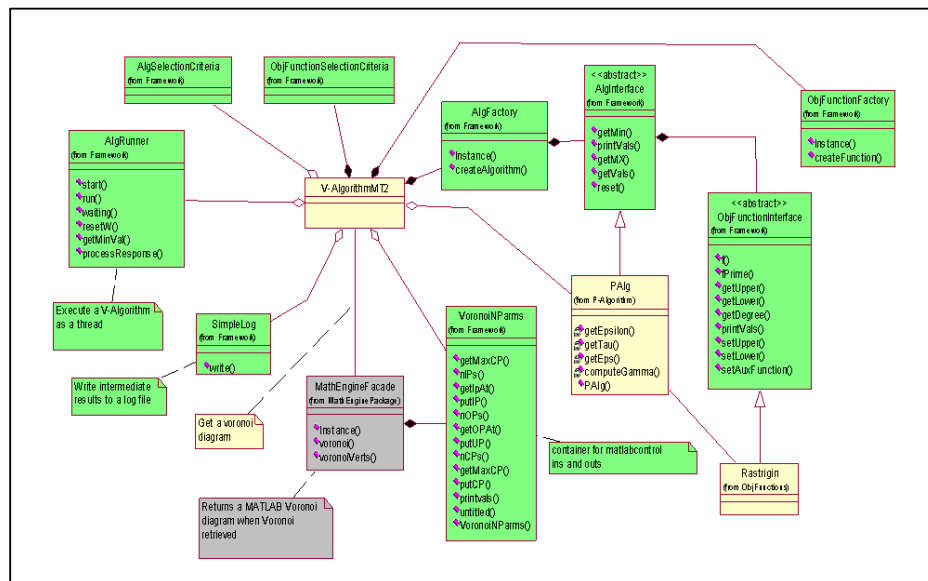 AlgSelectionCriteria
(from Framework)
ObjFunctionSelectionCriteria
(from Framework)
<<abstract>>
AlgInterface
(from Framework)
getMin()
printVals()
getMX()
getVals()
reset()
ObjFunctionFactory
(from Framework)
Instance()
createFunction()
AlgFactory
(from Framework)
Instance()
createAlgorithm()
AlgRunner
(from Framework)
start()
run()
waiting()
resetW()
getMinVal()
processResponse()
V-AlgorithmMT2
<<abstract>>
ObjFunctionInterface
(from Framework)
f()
fPrime()
getUpper()
getLower()
getDegree()
printVals()
setUpper()
setLower()
setAuxFunction()
PAlg
(from P-Algorithm)
getEpsilon()
getTau()
getEps()
computeGamma()
PAlg()
Execute a V-Algorithm
as a thread
SimpleLog
(from Framework)
write()
VoronoiNParms
(from Framework)
getMaxCP()
nIPs()
getIpAt()
putIP()
nOPs()
getOPAt()
putUP()
nCPs()
getMaxCP()
putCP()
printvals()
untitled()
VoronoiNParms()
Write intermediate
results to a log file
MathEngineFacade
(from MathEnginePackage)
Instance()
voronoi()
voronoiVerts()
Get a voronoi
diagram
container for matlabcontrol
ins and outs
Rastrigin
(from ObjFunctions)
Returns a MATLAB Voronoi
diagram when Voronoi
retrieved